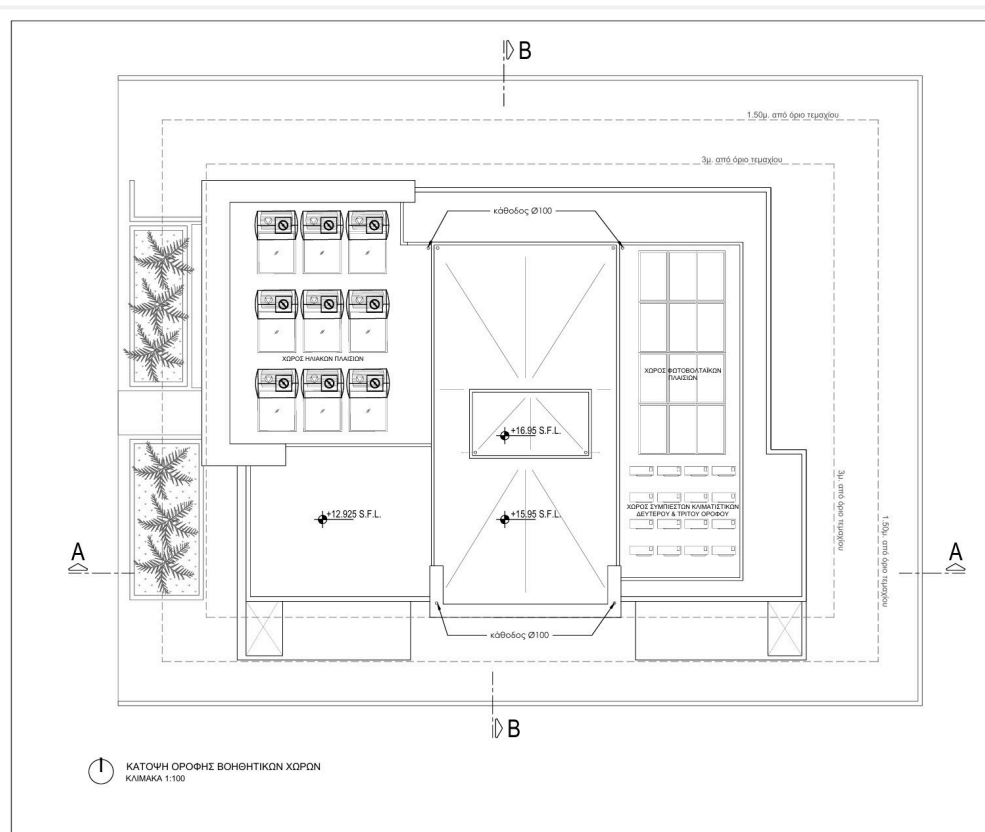 B
1.50μ. από όριο τεμαχίου
3μ. από όριο τεμαχίου
κάθοδος Ø100
ΧΩΡΟΣ ΗΛΙΑΚΩΝ ΠΛΑΙΣΙΩΝ
ΧΩΡΟΣ ΦΩΤΟΒΟΛΤΑΪΚΩΝ
ΠΛΑΙΣΙΩΝ
+16.95 S.F.L.
+12.925 S.F.L.
+15.95 S.F.L.
ΧΩΡΟΣ ΣΥΜΠΙΕΣΤΩΝ ΚΛΙΜΑΤΙΣΤΙΚΩΝ
ΔΕΥΤΕΡΟΥ & ΤΡΙΤΟΥ ΟΡΟΦΟΥ
3μ. από όριο τεμαχίου
1.50μ. από όριο τεμαχίου
A
A
κάθοδος Ø100
B
ΚΑΤΟΨΗ ΟΡΟΦΗΣ ΒΟΗΘΗΤΙΚΩΝ ΧΩΡΩΝ
ΚΛΙΜΑΚΑ 1:100